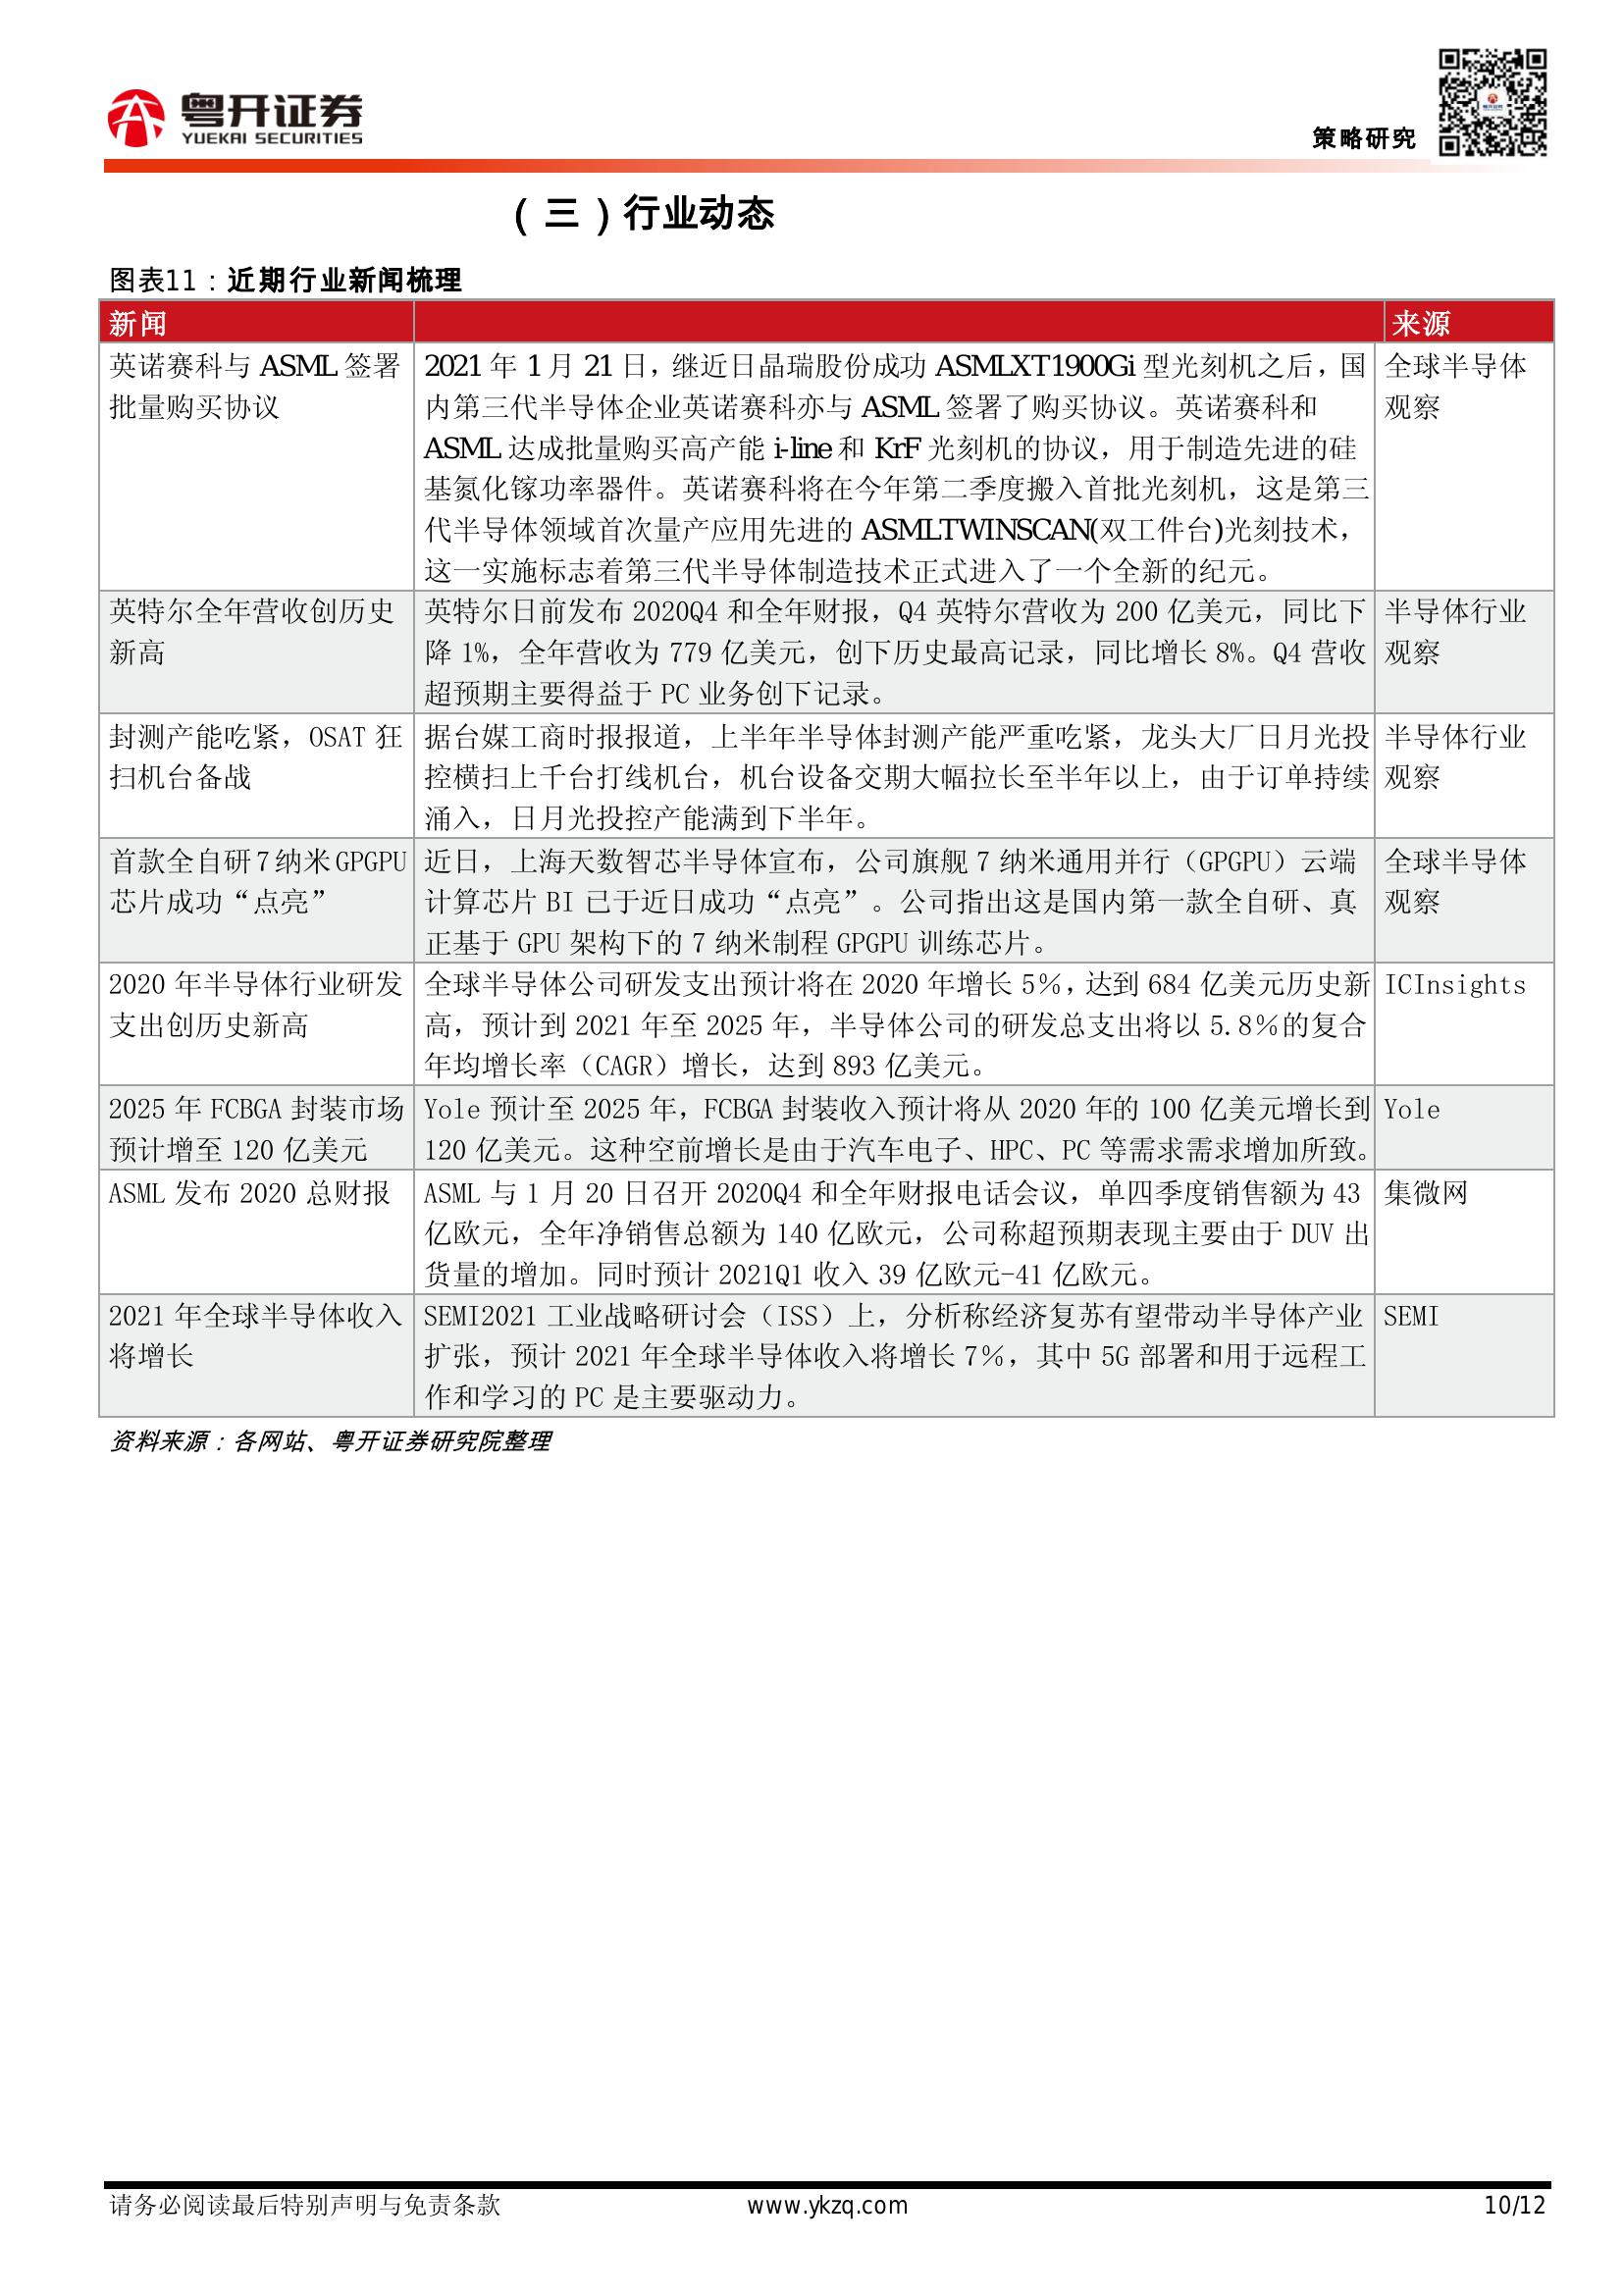 粤开证券
YUEKAI SECURITIES
策略研究
（三）行业动态
图表11：近期行业新闻梳理
新闻
来源
英诺赛科与 ASML 签署
批量购买协议
2021 年 1 月 21 日，继近日晶瑞股份成功 ASMLXT1900Gi 型光刻机之后，国
内第三代半导体企业英诺赛科亦与 ASML 签署了购买协议。英诺赛科和
ASML 达成批量购买高产能 i-line 和 KrF 光刻机的协议，用于制造先进的硅
基氮化镓功率器件。英诺赛科将在今年第二季度搬入首批光刻机，这是第三
代半导体领域首次量产应用先进的 ASMLTWINSCAN(双工件台)光刻技术，
这一实施标志着第三代半导体制造技术正式进入了一个全新的纪元。
全球半导体
观察
英特尔全年营收创历史
新高
英特尔日前发布 2020Q4 和全年财报，Q4 英特尔营收为 200 亿美元，同比下
降 1%，全年营收为 779 亿美元，创下历史最高记录，同比增长 8%。Q4 营收
超预期主要得益于 PC 业务创下记录。
半导体行业
观察
封测产能吃紧，OSAT 狂
扫机台备战
据台媒工商时报报道，上半年半导体封测产能严重吃紧，龙头大厂日月光投
控横扫上千台打线机台，机台设备交期大幅拉长至半年以上，由于订单持续
涌入，日月光投控产能满到下半年。
半导体行业
观察
首款全自研 7 纳米 GPGPU
芯片成功“点亮”
近日，上海天数智芯半导体宣布，公司旗舰 7 纳米通用并行（GPGPU）云端
计算芯片 BI 已于近日成功“点亮”。公司指出这是国内第一款全自研、真
正基于 GPU 架构下的 7 纳米制程 GPGPU 训练芯片。
全球半导体
观察
2020 年半导体行业研发
支出创历史新高
全球半导体公司研发支出预计将在 2020 年增长 5％，达到 684 亿美元历史新
高，预计到 2021 年至 2025 年，半导体公司的研发总支出将以 5.8％的复合
年均增长率（CAGR）增长，达到 893 亿美元。
ICInsights
2025 年 FCBGA 封装市场
预计增至 120 亿美元
Yole 预计至 2025 年，FCBGA 封装收入预计将从 2020 年的 100 亿美元增长到
120 亿美元。这种空前增长是由于汽车电子、HPC、PC 等需求需求增加所致。
Yole
ASML 发布 2020 总财报
ASML 与 1 月 20 日召开 2020Q4 和全年财报电话会议，单四季度销售额为 43
亿欧元，全年净销售总额为 140 亿欧元，公司称超预期表现主要由于 DUV 出
货量的增加。同时预计 2021Q1 收入 39 亿欧元-41 亿欧元。
集微网
2021 年全球半导体收入
将增长
SEMI2021 工业战略研讨会（ISS）上，分析称经济复苏有望带动半导体产业
扩张，预计 2021 年全球半导体收入将增长 7％，其中 5G 部署和用于远程工
作和学习的 PC 是主要驱动力。
SEMI
资料来源：各网站、粤开证券研究院整理
请务必阅读最后特别声明与免责条款
www.ykzq.com
10/12